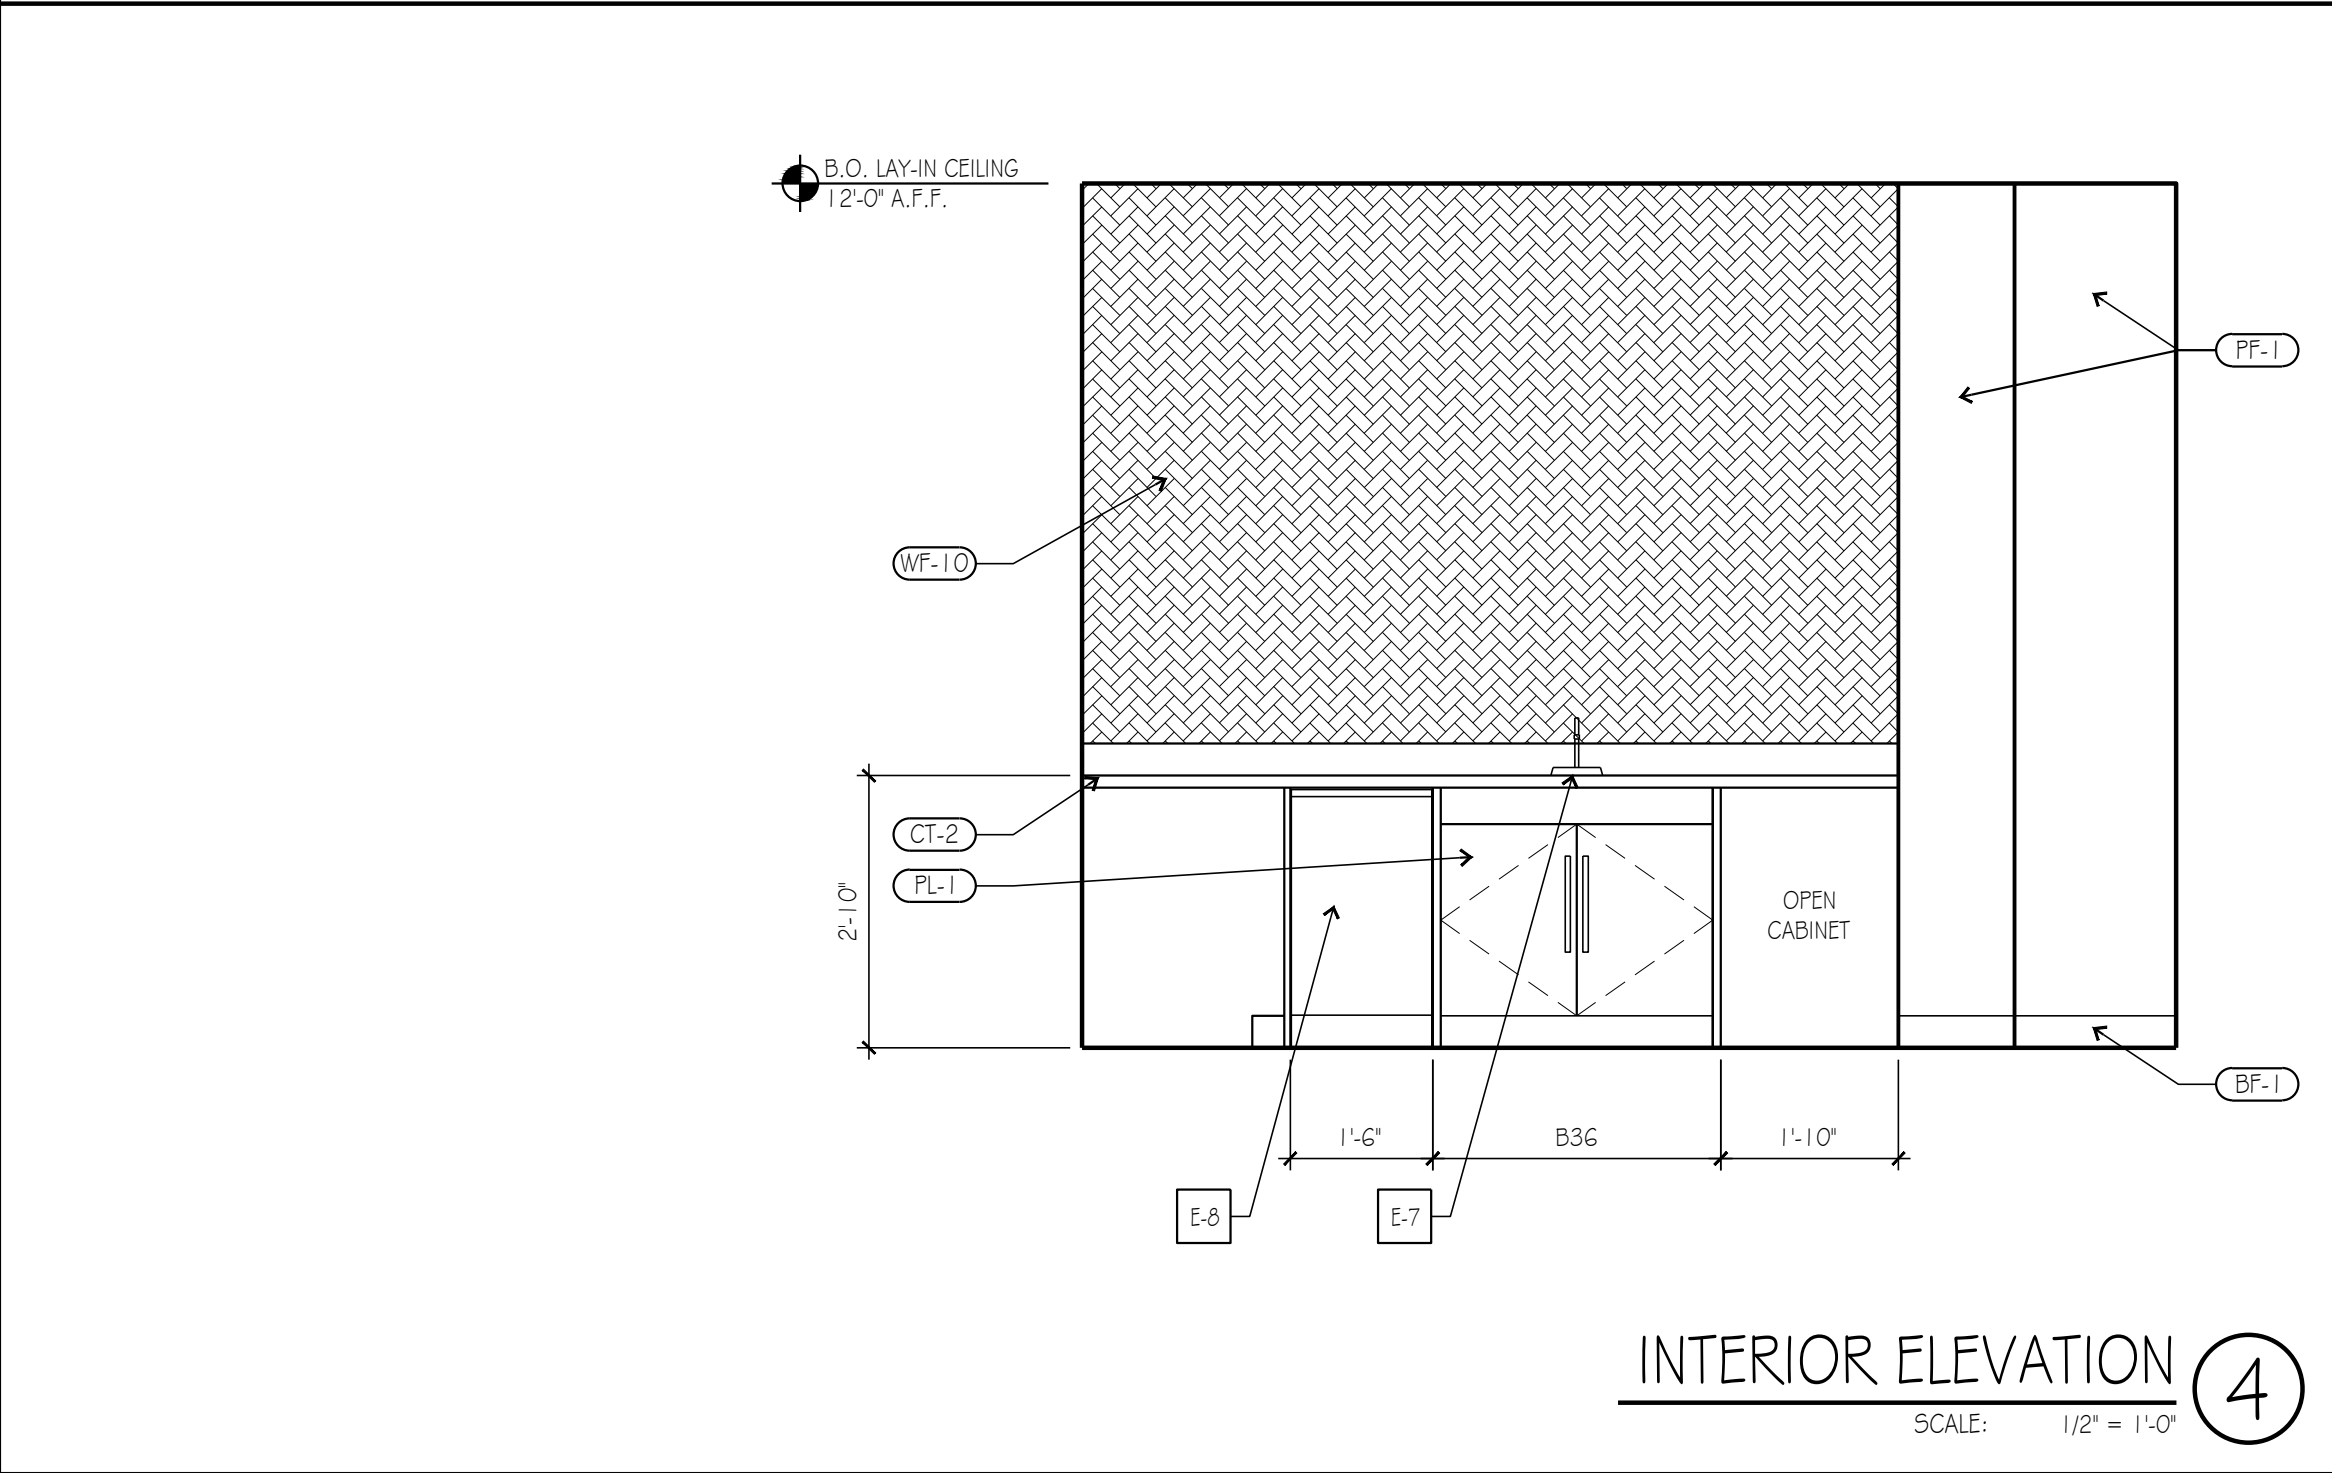 B.O. LAY-IN CEILING
12'-0" A.F.F.
PF-1
WF-10
CT-2
PL-1
2'-10"
OPEN
CABINET
BF-1
1'-6"
B36
1'-10"
E-8
E-7
INTERIOR ELEVATION
4
SCALE: 1/2" = 1'-0"